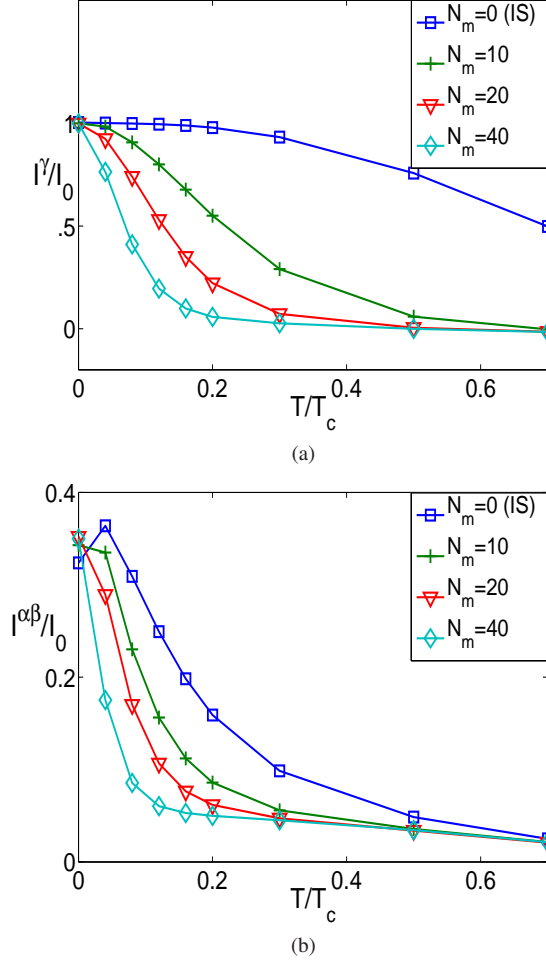 N_m=0 (IS)
N_m=10
N_m=20
N_m=40
1
.5
0
I^γ/I_0
0
0.2
0.4
0.6
T/T_c
(a)
N_m=0 (IS)
N_m=10
N_m=20
N_m=40
0.4
0.2
0
I^{αβ}/I_0
0
0.2
0.4
0.6
T/T_c
(b)